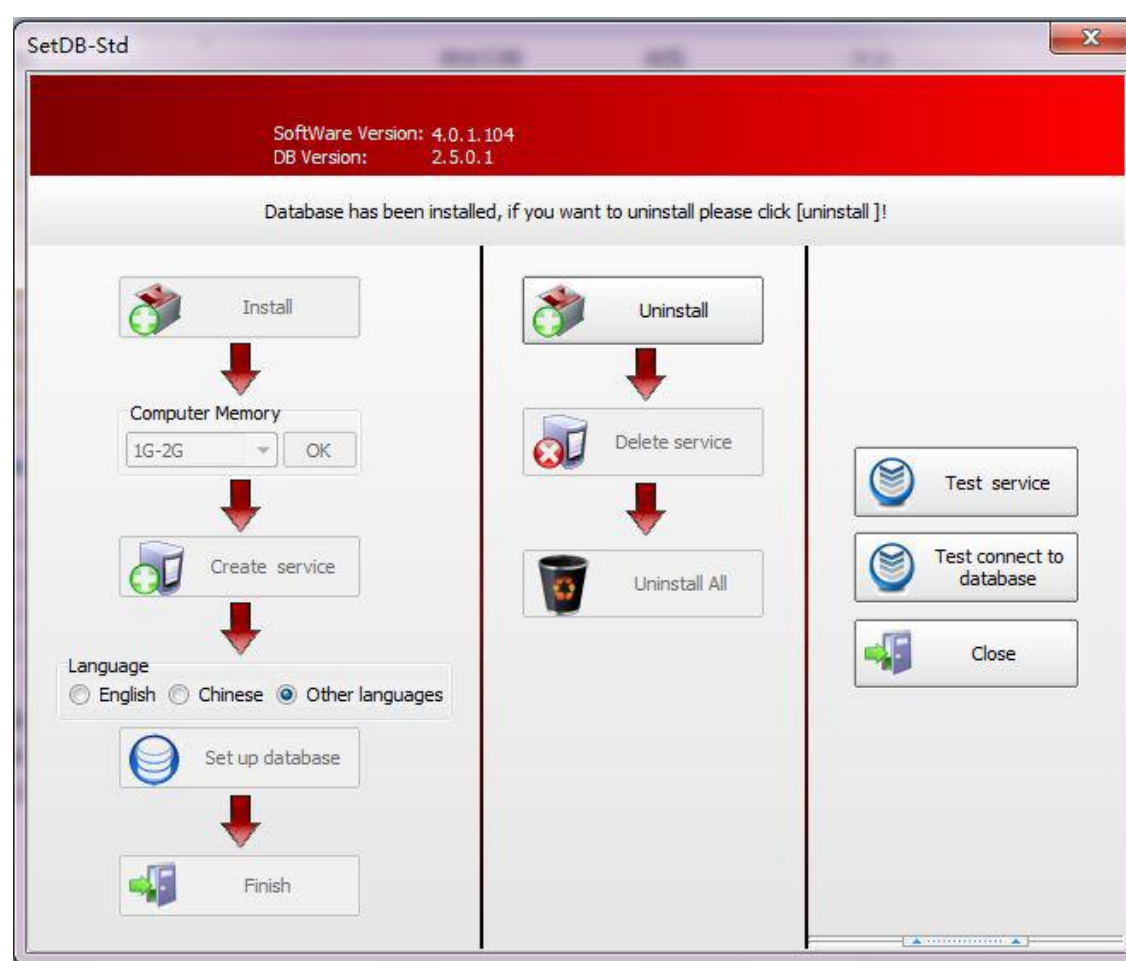 SetDB-Std
SoftWare Version: 4.0.1.104
DB Version: 2.5.0.1
Database has been installed, if you want to uninstall please click [uninstall ]!
Install
Computer Memory
1G-2G
OK
Create service
Language
English
Chinese
Other languages
Set up database
Finish
Uninstall
Delete service
Uninstall All
Test service
Test connect to
database
Close